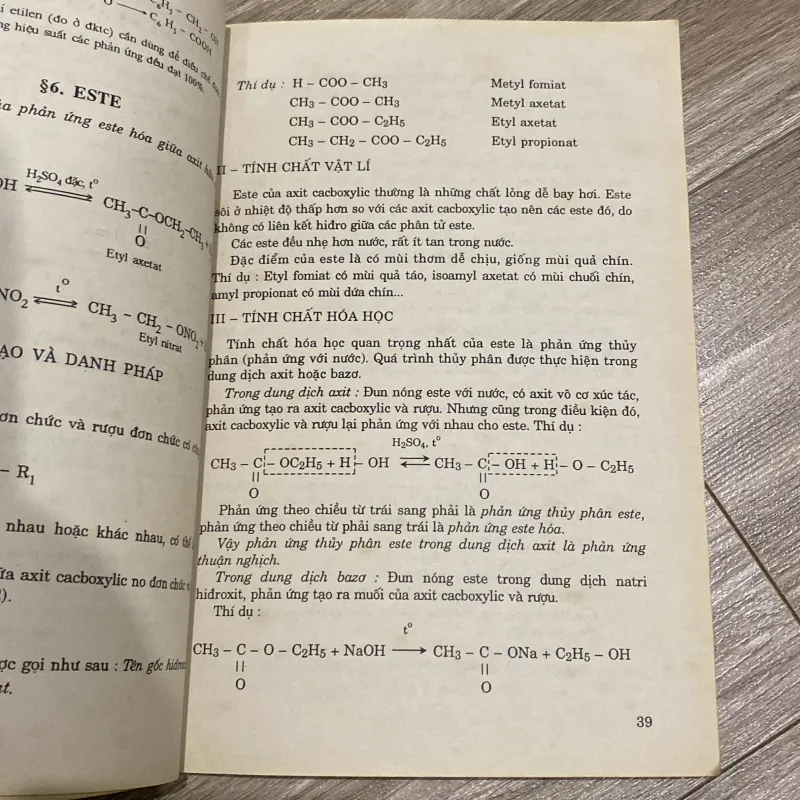 í etilen (đo ở đktc) cần dùng để điều chế
ng hiệu suất các phản ứng đều đạt 100%.
§6. ESTE
phản ứng este hóa giữa axit
H₂SO₄ đặc, t°
OH ⇌ CH₃–C–OCH₂–CH₃
||
O
Etyl axetat
t°
NO₂ ⇌ CH₃ – CH₂ – ONO₂
Etyl nitrat
ẠO VÀ DANH PHÁP
ơn chức và rượu đơn chức có
– R₁
nhau hoặc khác nhau, có thể
ữa axit cacboxylic no đơn chức
).
ợc gọi như sau : Tên gốc hiđro
at.
Thí dụ : H – COO – CH₃ Metyl fomiat
CH₃ – COO – CH₃ Metyl axetat
CH₃ – COO – C₂H₅ Etyl axetat
CH₃ – CH₂ – COO – C₂H₅ Etyl propionat
II – TÍNH CHẤT VẬT LÍ
Este của axit cacboxylic thường là những chất lỏng dễ bay hơi. Este
sôi ở nhiệt độ thấp hơn so với các axit cacboxylic tạo nên các este đó, do
không có liên kết hiđro giữa các phân tử este.
Các este đều nhẹ hơn nước, rất ít tan trong nước.
Đặc điểm của este là có mùi thơm dễ chịu, giống mùi quả chín.
Thí dụ : Etyl fomiat có mùi quả táo, isoamyl axetat có mùi chuối chín,
amyl propionat có mùi dứa chín...
III – TÍNH CHẤT HÓA HỌC
Tính chất hóa học quan trọng nhất của este là phản ứng thủy
phân (phản ứng với nước). Quá trình thủy phân được thực hiện trong
dung dịch axit hoặc bazơ.
Trong dung dịch axit : Đun nóng este với nước, có axit vô cơ xúc tác,
phản ứng tạo ra axit cacboxylic và rượu. Nhưng cũng trong điều kiện đó,
axit cacboxylic và rượu lại phản ứng với nhau cho este. Thí dụ :
H₂SO₄, t°
CH₃ – C – OC₂H₅ + H – OH ⇌ CH₃ – C – OH + H – O – C₂H₅
|| ||
O O
Phản ứng theo chiều từ trái sang phải là phản ứng thủy phân este,
phản ứng theo chiều từ phải sang trái là phản ứng este hóa.
Vậy phản ứng thủy phân este trong dung dịch axit là phản ứng
thuận nghịch.
Trong dung dịch bazơ : Đun nóng este trong dung dịch natri
hiđroxit, phản ứng tạo ra muối của axit cacboxylic và rượu.
Thí dụ :
t°
CH₃ – C – O – C₂H₅ + NaOH ⟶ CH₃ – C – ONa + C₂H₅ – OH
|| ||
O O
39